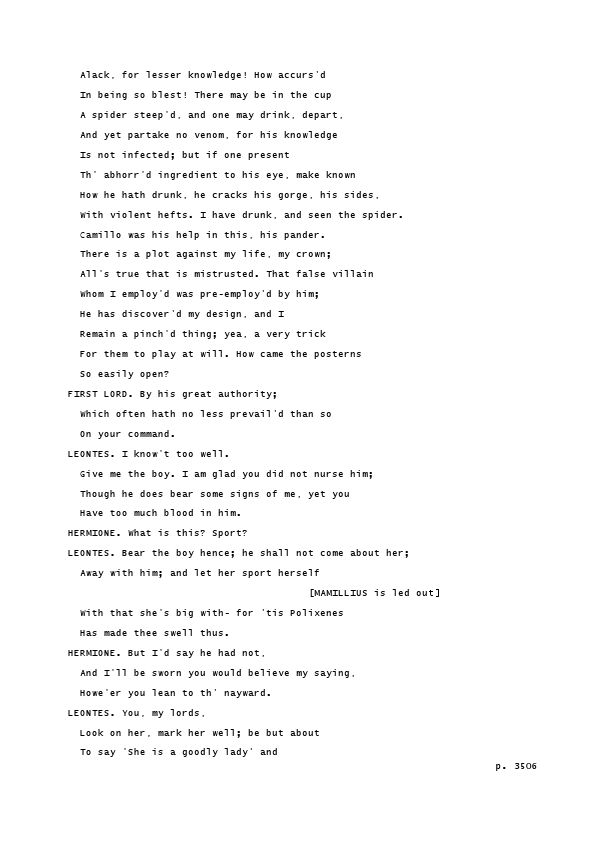 Alack, for lesser knowledge! How accurs'd
In being so blest! There may be in the cup
A spider steep'd, and one may drink, depart,
And yet partake no venom, for his knowledge
Is not infected; but if one present
Th' abhorr'd ingredient to his eye, make known
How he hath drunk, he cracks his gorge, his sides,
With violent hefts. I have drunk, and seen the spider.
Camillo was his help in this, his pander.
There is a plot against my life, my crown;
All's true that is mistrusted. That false villain
Whom I employ'd was pre-employ'd by him;
He has discover'd my design, and I
Remain a pinch'd thing; yea, a very trick
For them to play at will. How came the posterns
So easily open?
FIRST LORD. By his great authority;
Which often hath no less prevail'd than so
On your command.
LEONTES. I know't too well.
Give me the boy. I am glad you did not nurse him;
Though he does bear some signs of me, yet you
Have too much blood in him.
HERMIONE. What is this? Sport?
LEONTES. Bear the boy hence; he shall not come about her;
Away with him; and let her sport herself
[MAMILLIUS is led out]
With that she's big with- for 'tis Polixenes
Has made thee swell thus.
HERMIONE. But I'd say he had not,
And I'll be sworn you would believe my saying,
Howe'er you lean to th' nayward.
LEONTES. You, my lords,
Look on her, mark her well; be but about
To say 'She is a goodly lady' and
p. 3506